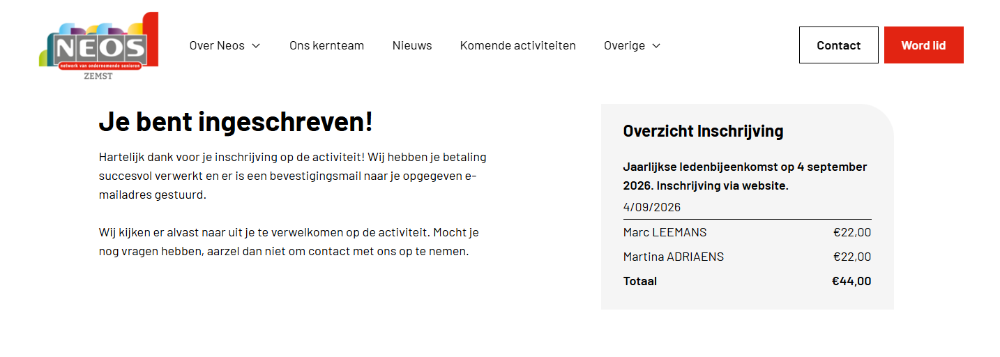 NEOS
netwerk van ondernemende senioren
ZEMST
Over Neos
Ons kernteam
Nieuws
Komende activiteiten
Overige
Contact
Word lid
Je bent ingeschreven!
Hartelijk dank voor je inschrijving op de activiteit! Wij hebben je betaling
succesvol verwerkt en er is een bevestigingsmail naar je opgegeven e-
mailadres gestuurd.
Wij kijken er alvast naar uit je te verwelkomen op de activiteit. Mocht je
nog vragen hebben, aarzel dan niet om contact met ons op te nemen.
Overzicht Inschrijving
Jaarlijkse ledenbijeenkomst op 4 september
2026. Inschrijving via website.
4/09/2026
Marc LEEMANS €22,00
Martina ADRIAENS €22,00
Totaal €44,00